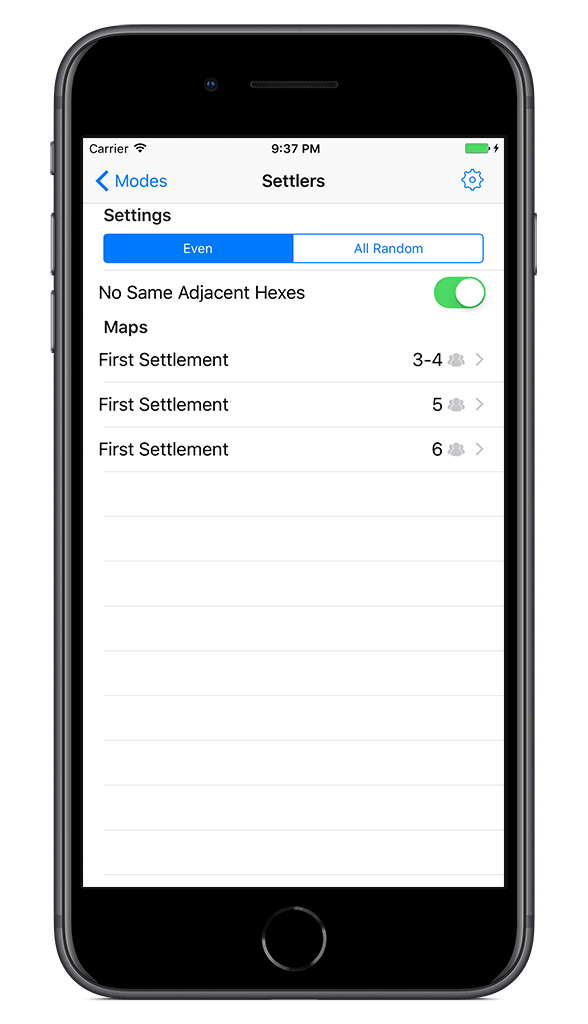 Carrier 9:37 PM
Modes Settlers
Settings
Even All Random
No Same Adjacent Hexes
Maps
First Settlement 3-4
First Settlement 5
First Settlement 6